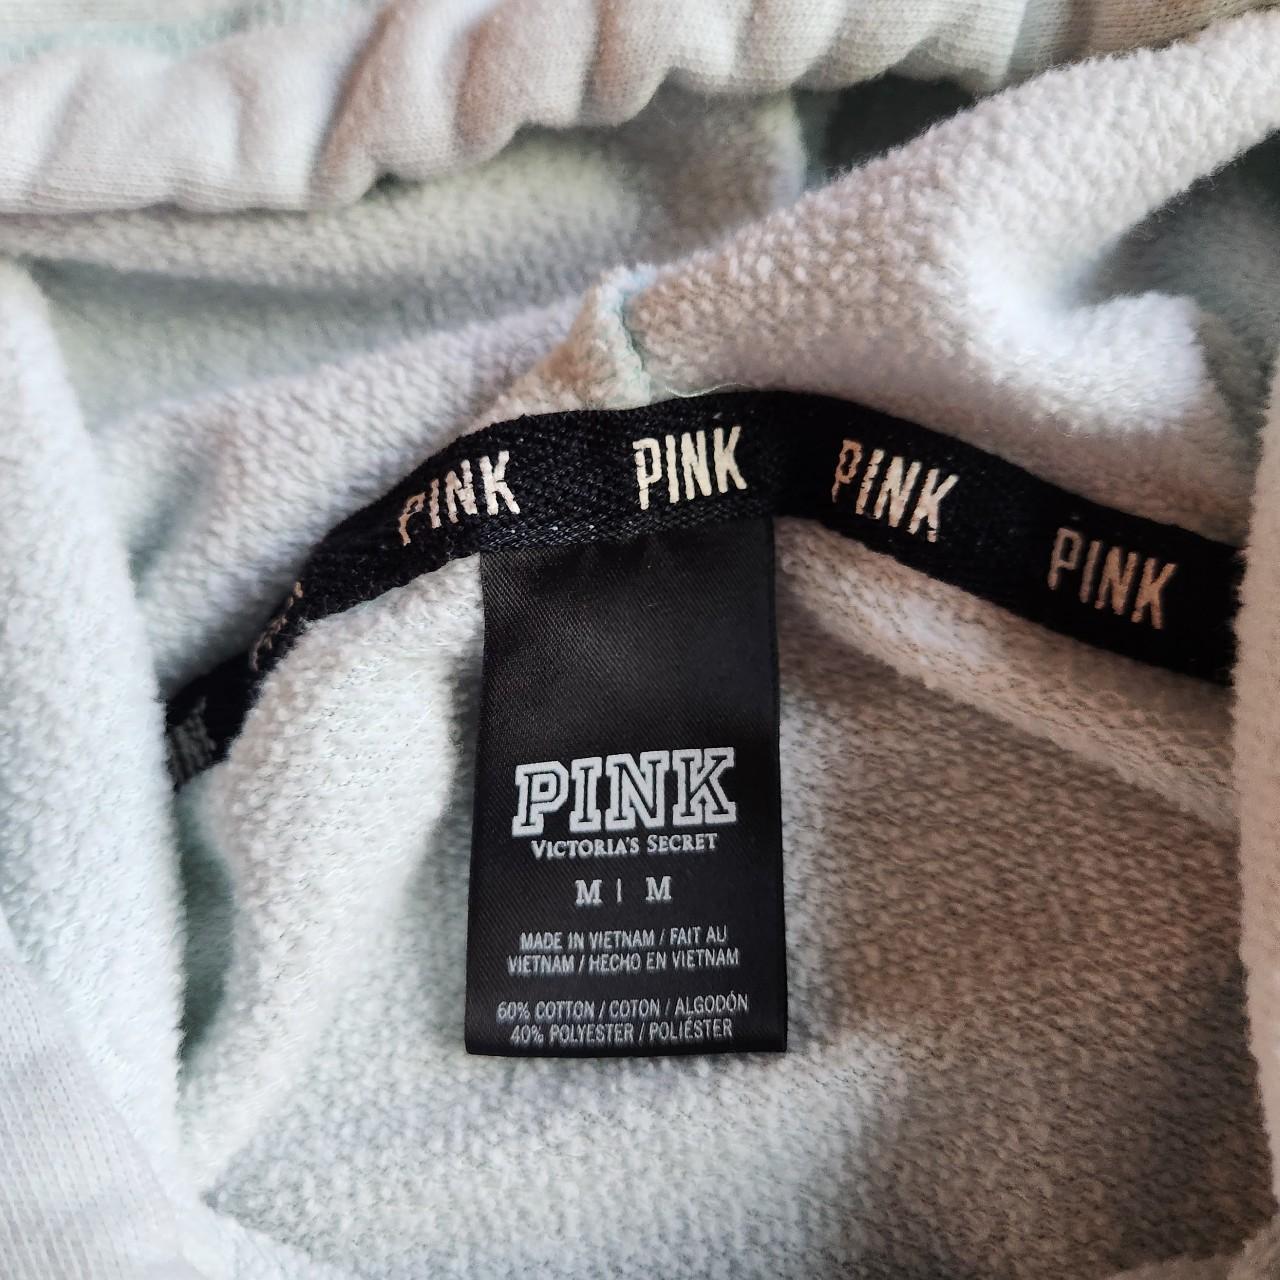 PINK
PINK
PINK
PINK
PINK
VICTORIA'S SECRET
M | M
MADE IN VIETNAM / FAIT AU
VIETNAM / HECHO EN VIETNAM
60% COTTON / COTON / ALGODÓN
40% POLYESTER / POLIÉSTER